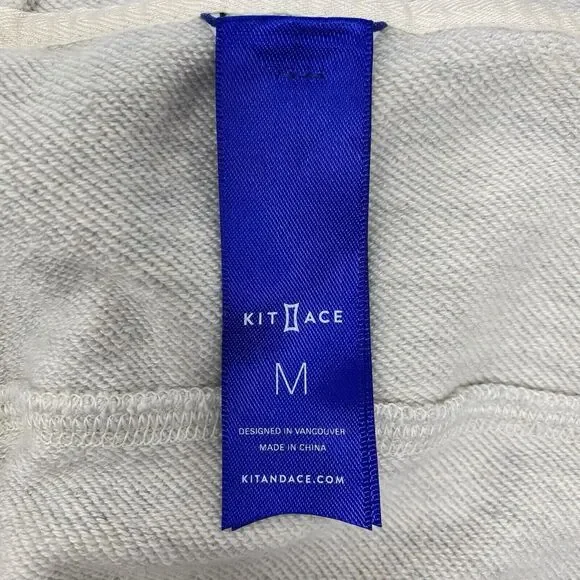 KIT ACE
M
DESIGNED IN VANCOUVER
MADE IN CHINA
KITANDACE.COM